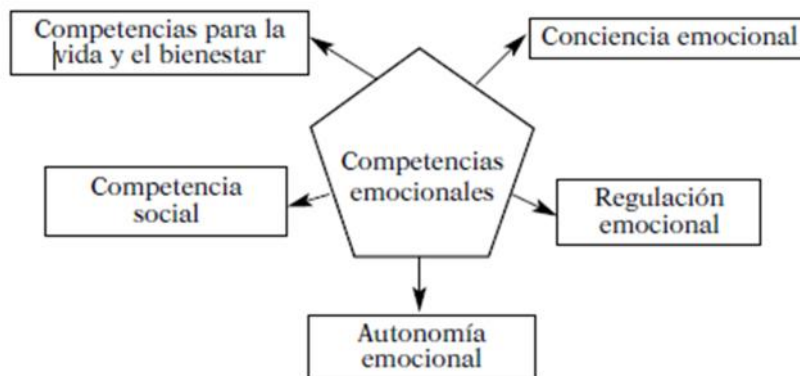 Competencias para la
vida y el bienestar
Conciencia emocional
Competencias
emocionales
Competencia
social
Regulación
emocional
Autonomía
emocional